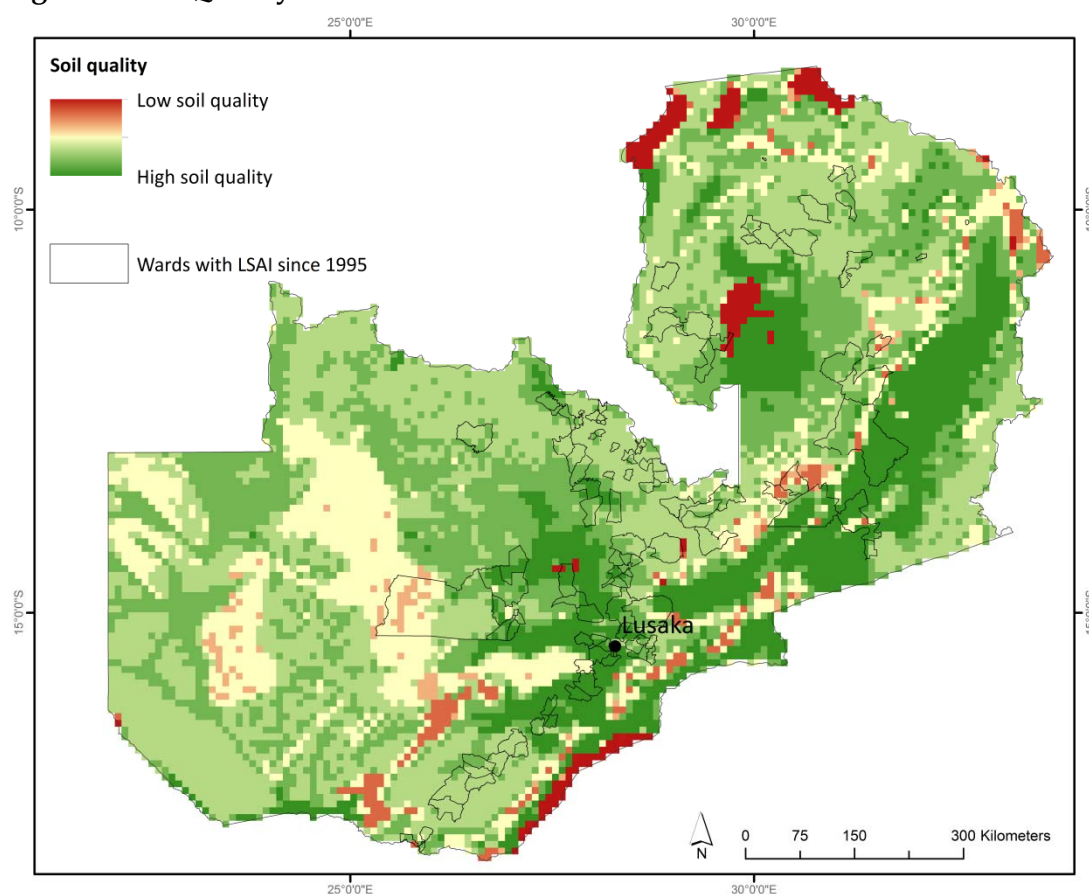 25°0'0"E 30°0'0"E
Soil quality
Low soil quality
High soil quality
10°0'0"S
Wards with LSAI since 1995
15°0'0"S
Lusaka
N
0 75 150 300 Kilometers
25°0'0"E 30°0'0"E